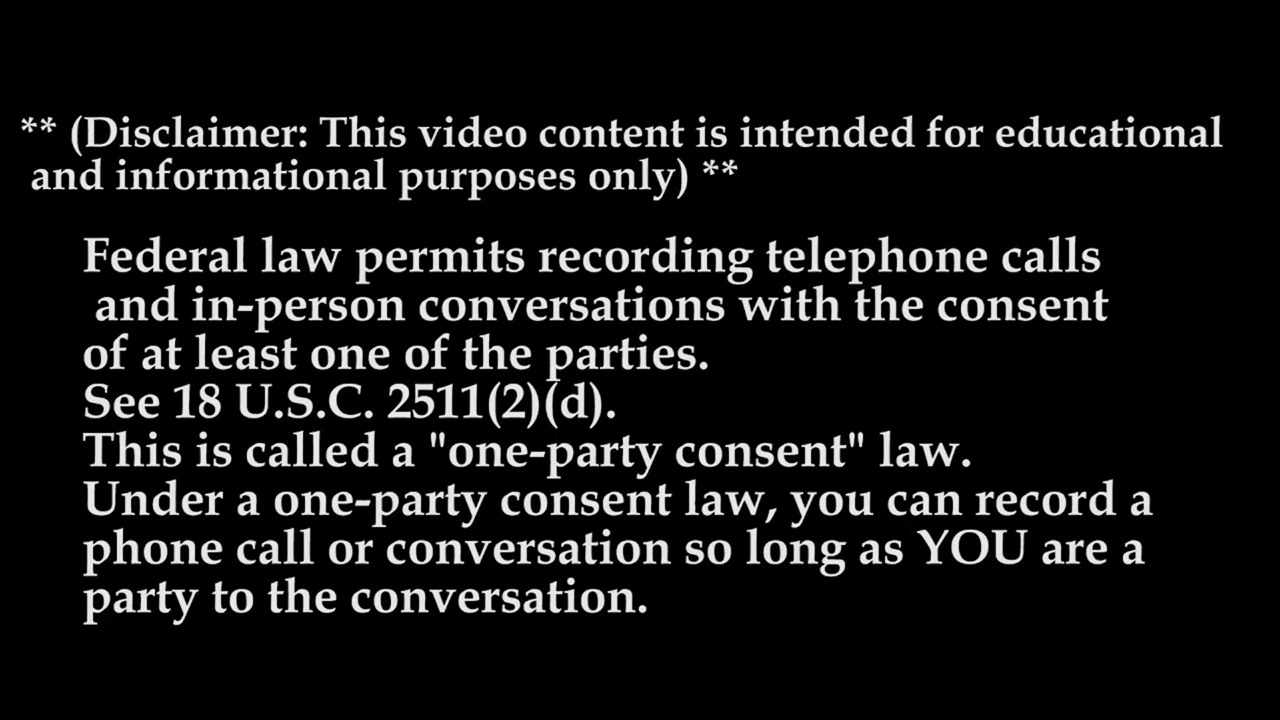 ** (Disclaimer: This video content is intended for educational
and informational purposes only) **
Federal law permits recording telephone calls
and in-person conversations with the consent
of at least one of the parties.
See 18 U.S.C. 2511(2)(d).
This is called a "one-party consent" law.
Under a one-party consent law, you can record a
phone call or conversation so long as YOU are a
party to the conversation.